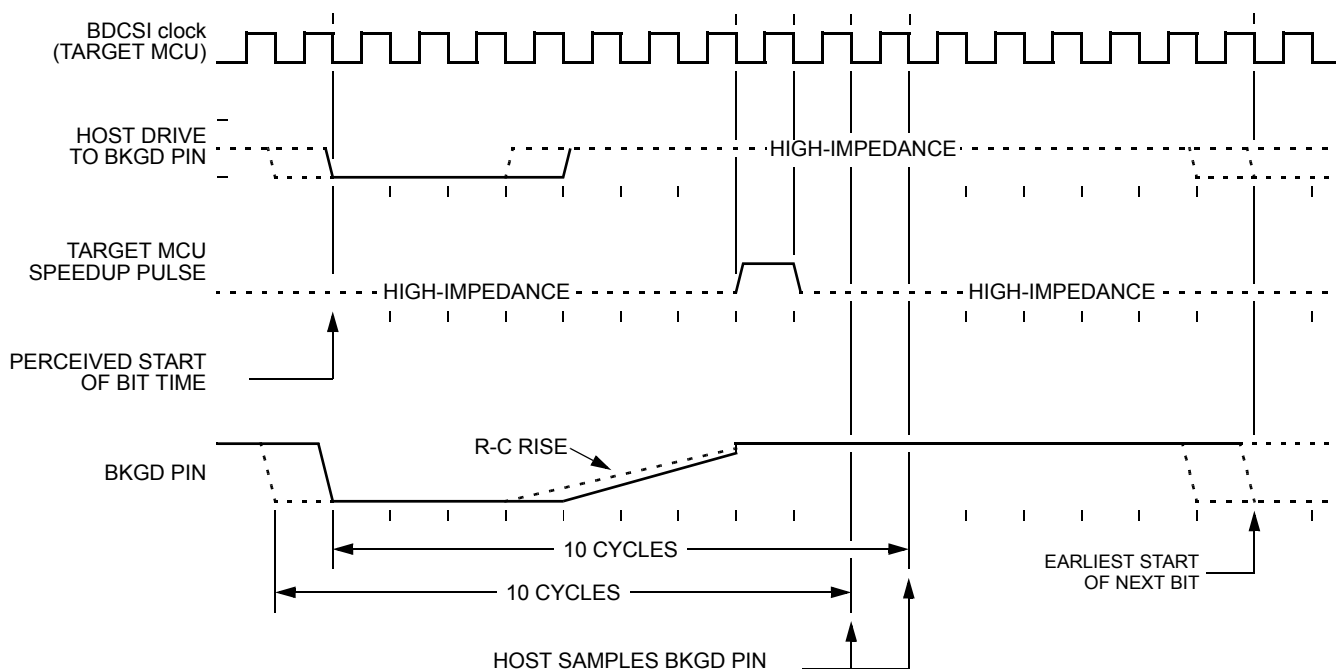 BDCSI clock
(TARGET MCU)
HOST DRIVE
TO BKGD PIN
HIGH-IMPEDANCE
TARGET MCU
SPEEDUP PULSE
HIGH-IMPEDANCE
HIGH-IMPEDANCE
PERCEIVED START
OF BIT TIME
R-C RISE
BKGD PIN
10 CYCLES
EARLIEST START
OF NEXT BIT
10 CYCLES
HOST SAMPLES BKGD PIN